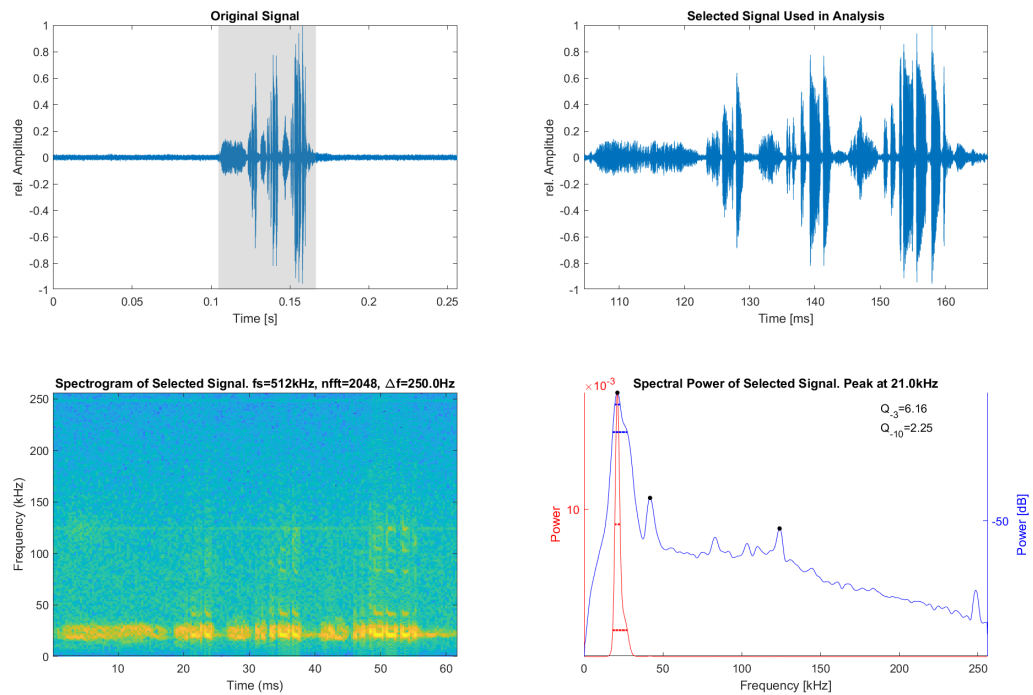 Original Signal
1
0.8
0.6
0.4
0.2
0
-0.2
-0.4
-0.6
-0.8
-1
rel. Amplitude
0 0.05 0.1 0.15 0.2 0.25
Time [s]
Selected Signal Used in Analysis
1
0.8
0.6
0.4
0.2
0
-0.2
-0.4
-0.6
-0.8
-1
rel. Amplitude
110 120 130 140 150 160
Time [ms]
Spectrogram of Selected Signal. fs=512kHz, nfft=2048, △f=250.0Hz
250
200
150
100
50
0
Frequency (kHz)
10 20 30 40 50 60
Time (ms)
Spectral Power of Selected Signal. Peak at 21.0kHz
×10⁻³
Q₋₃=6.16
Q₋₁₀=2.25
10
Power
-50
Power [dB]
0 50 100 150 200 250
Frequency [kHz]